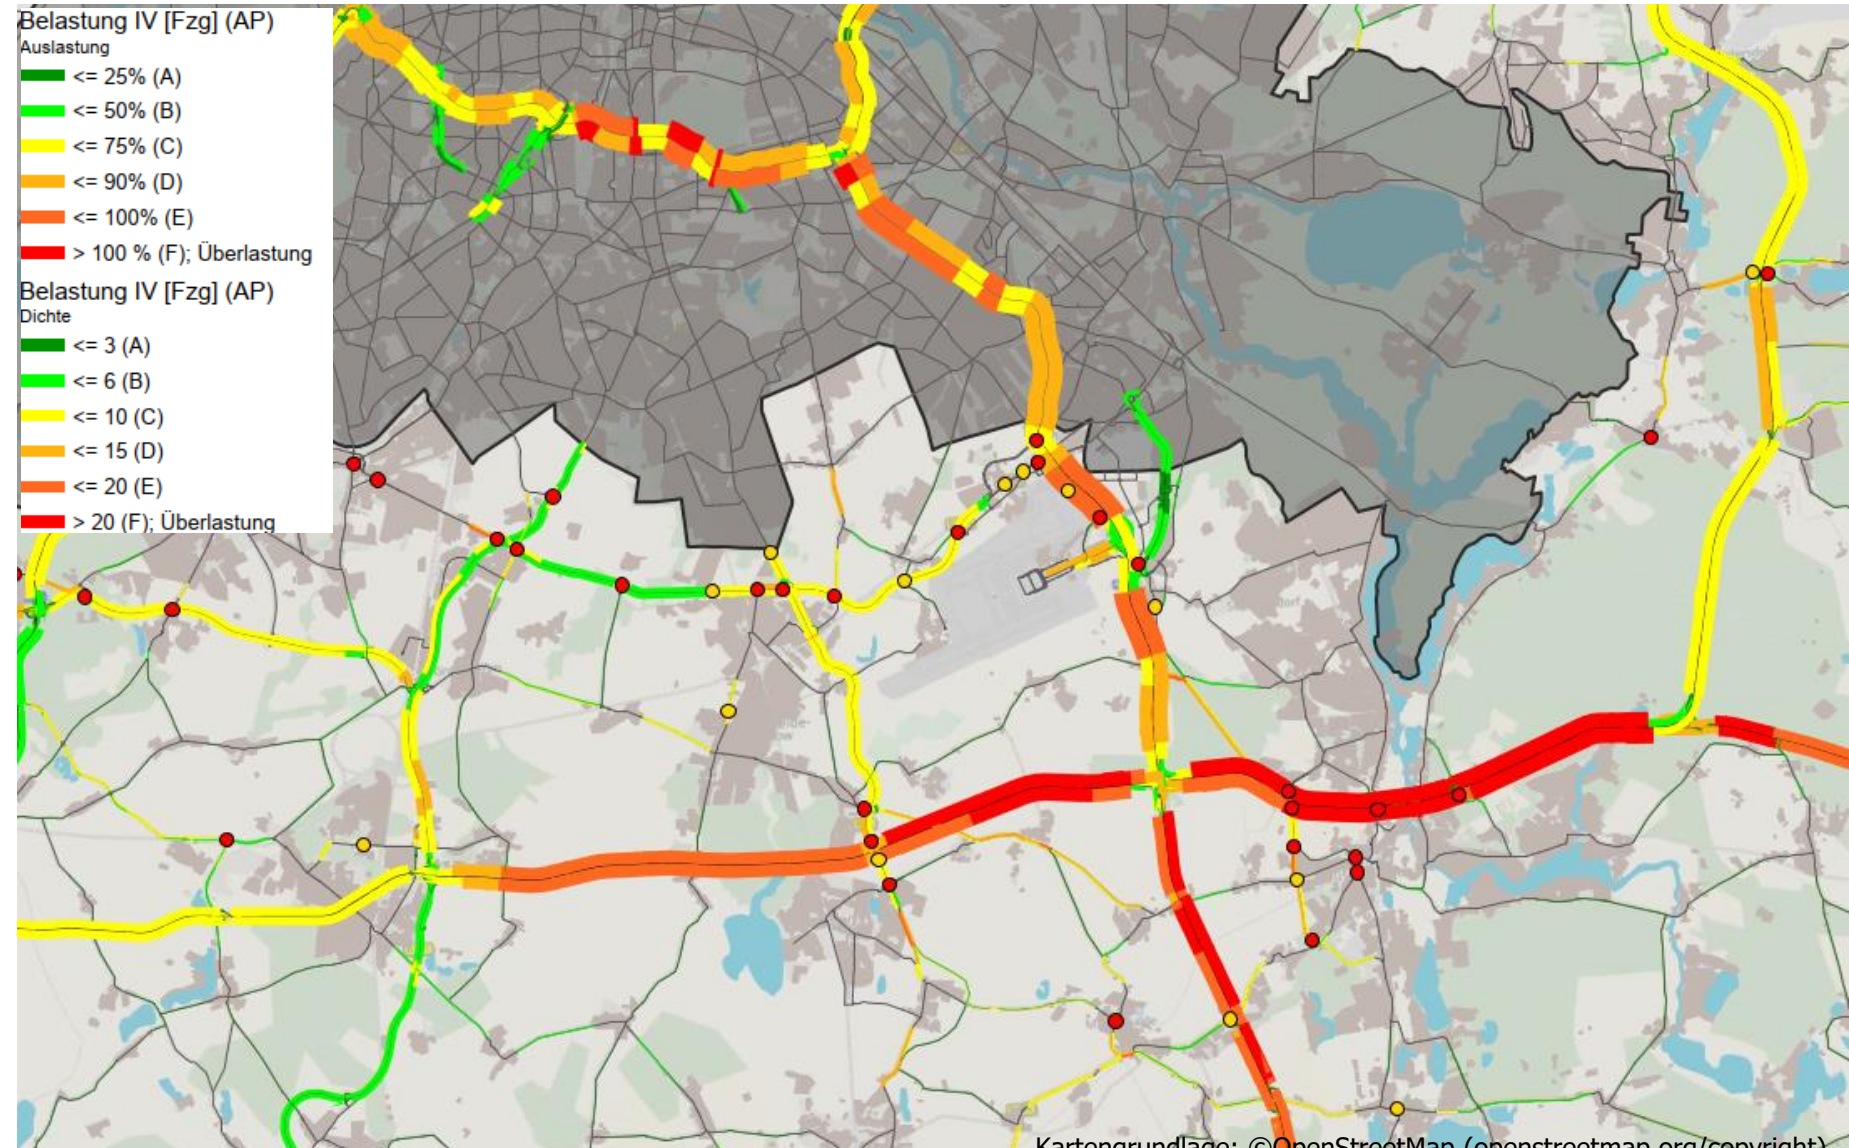 Belastung IV [Fzg] (AP)
Auslastung
<= 25% (A)
<= 50% (B)
<= 75% (C)
<= 90% (D)
<= 100% (E)
> 100 % (F); Überlastung
Belastung IV [Fzg] (AP)
Dichte
<= 3 (A)
<= 6 (B)
<= 10 (C)
<= 15 (D)
<= 20 (E)
> 20 (F); Überlastung
Kartengrundlage: ©OpenStreetMap (openstreetmap.org/copyright)